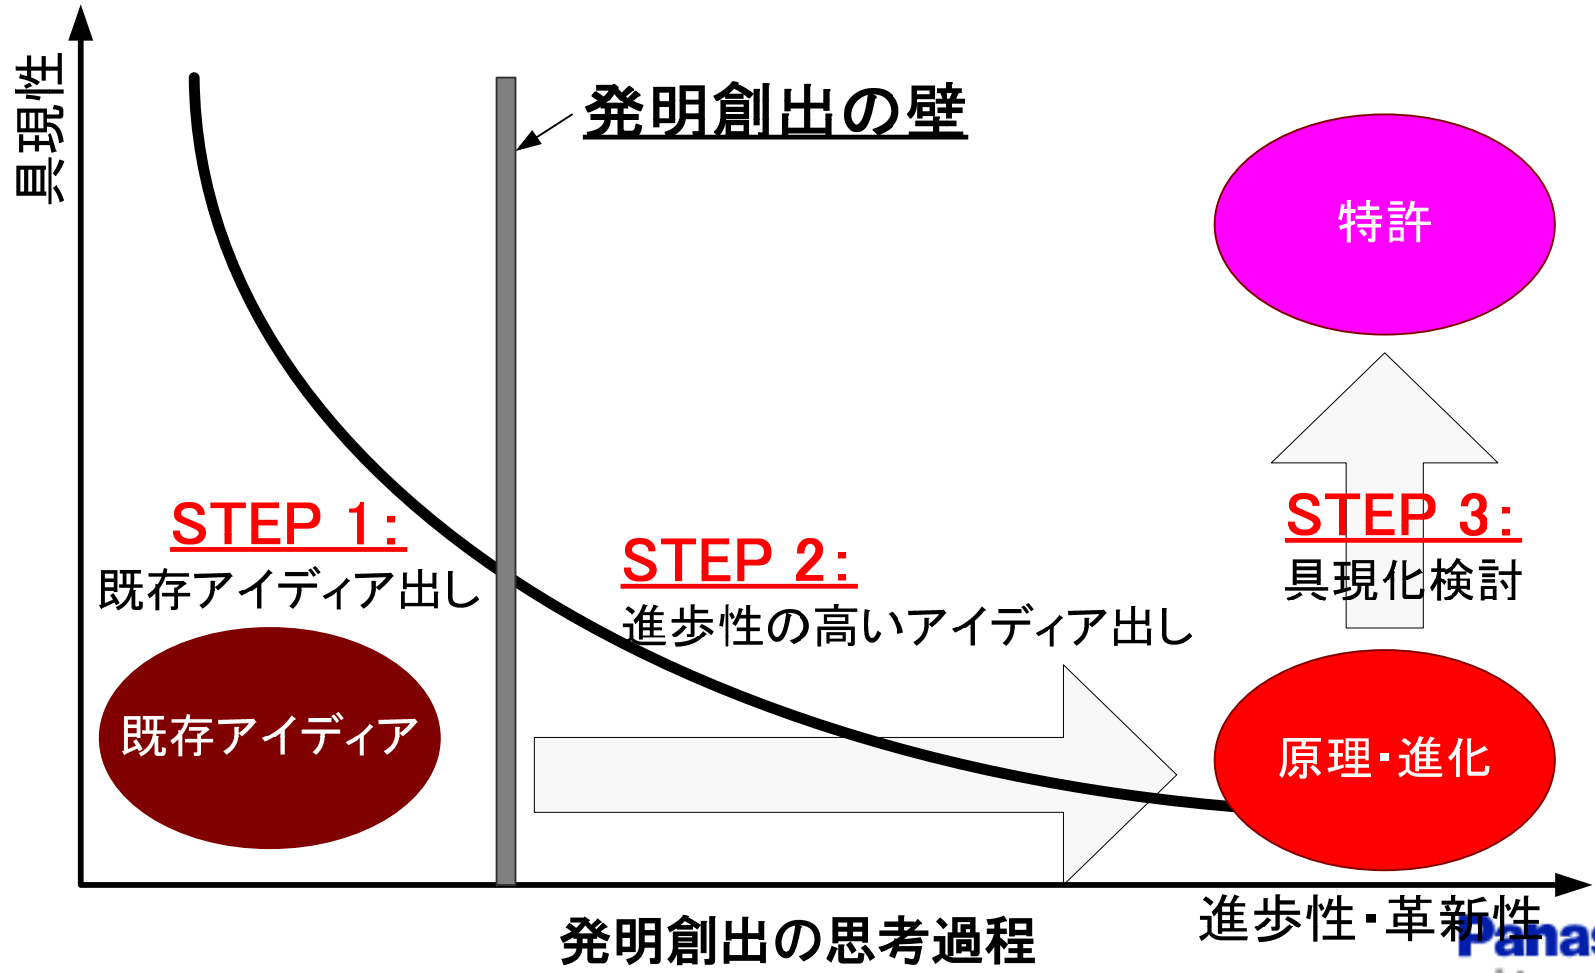 具現性
発明創出の壁
特許
STEP 1:
既存アイディア出し
STEP 2:
進歩性の高いアイディア出し
STEP 3:
具現化検討
既存アイディア
原理・進化
進歩性・革新性
発明創出の思考過程
Panas